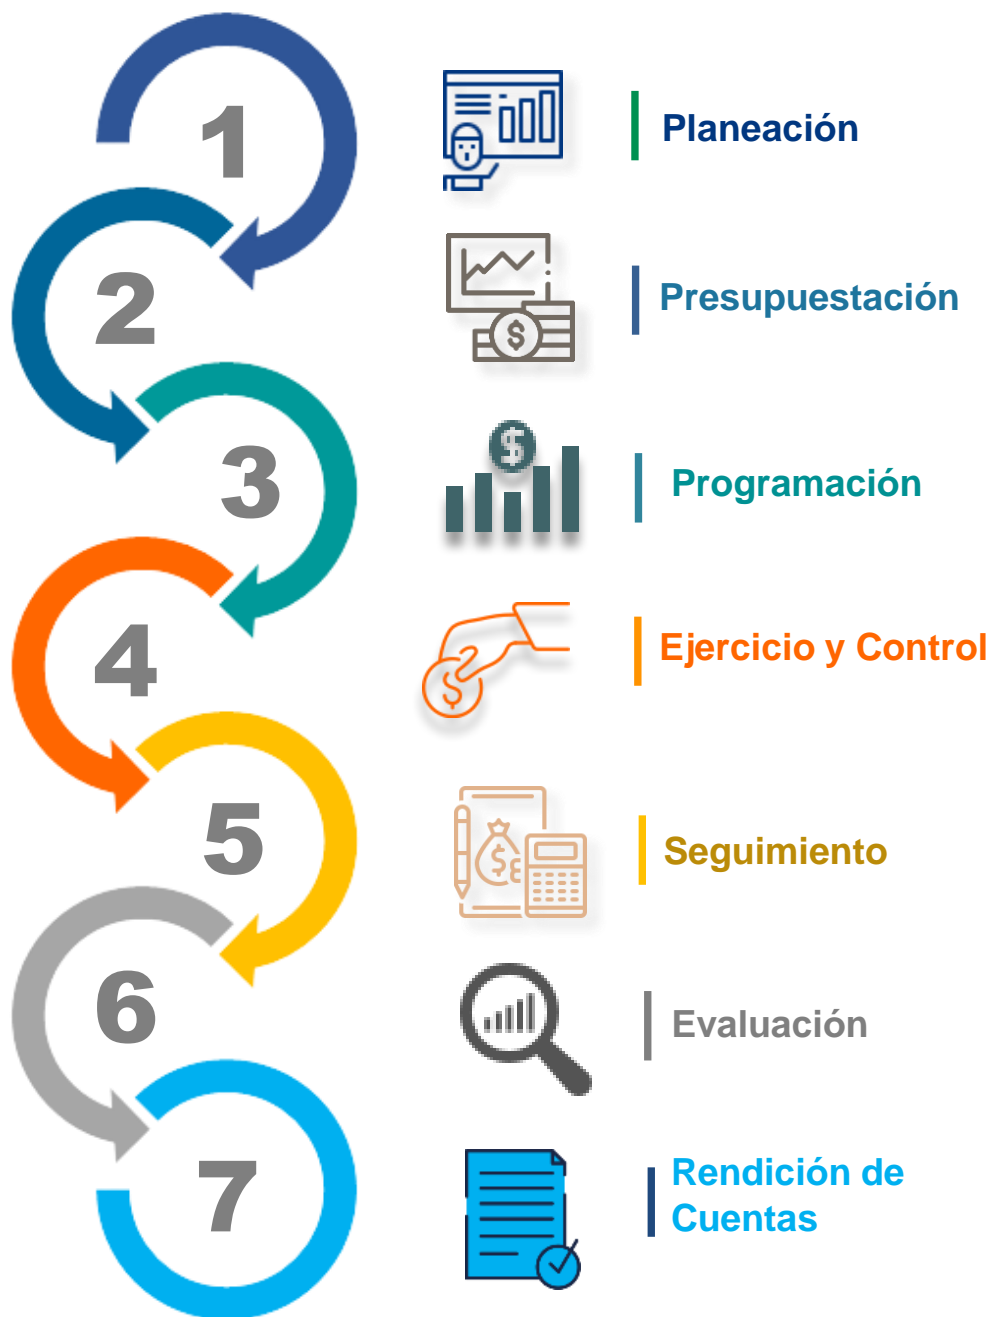 1
Planeación
2
Presupuestación
3
Programación
4
Ejercicio y Control
5
Seguimiento
6
Evaluación
7
Rendición de
Cuentas